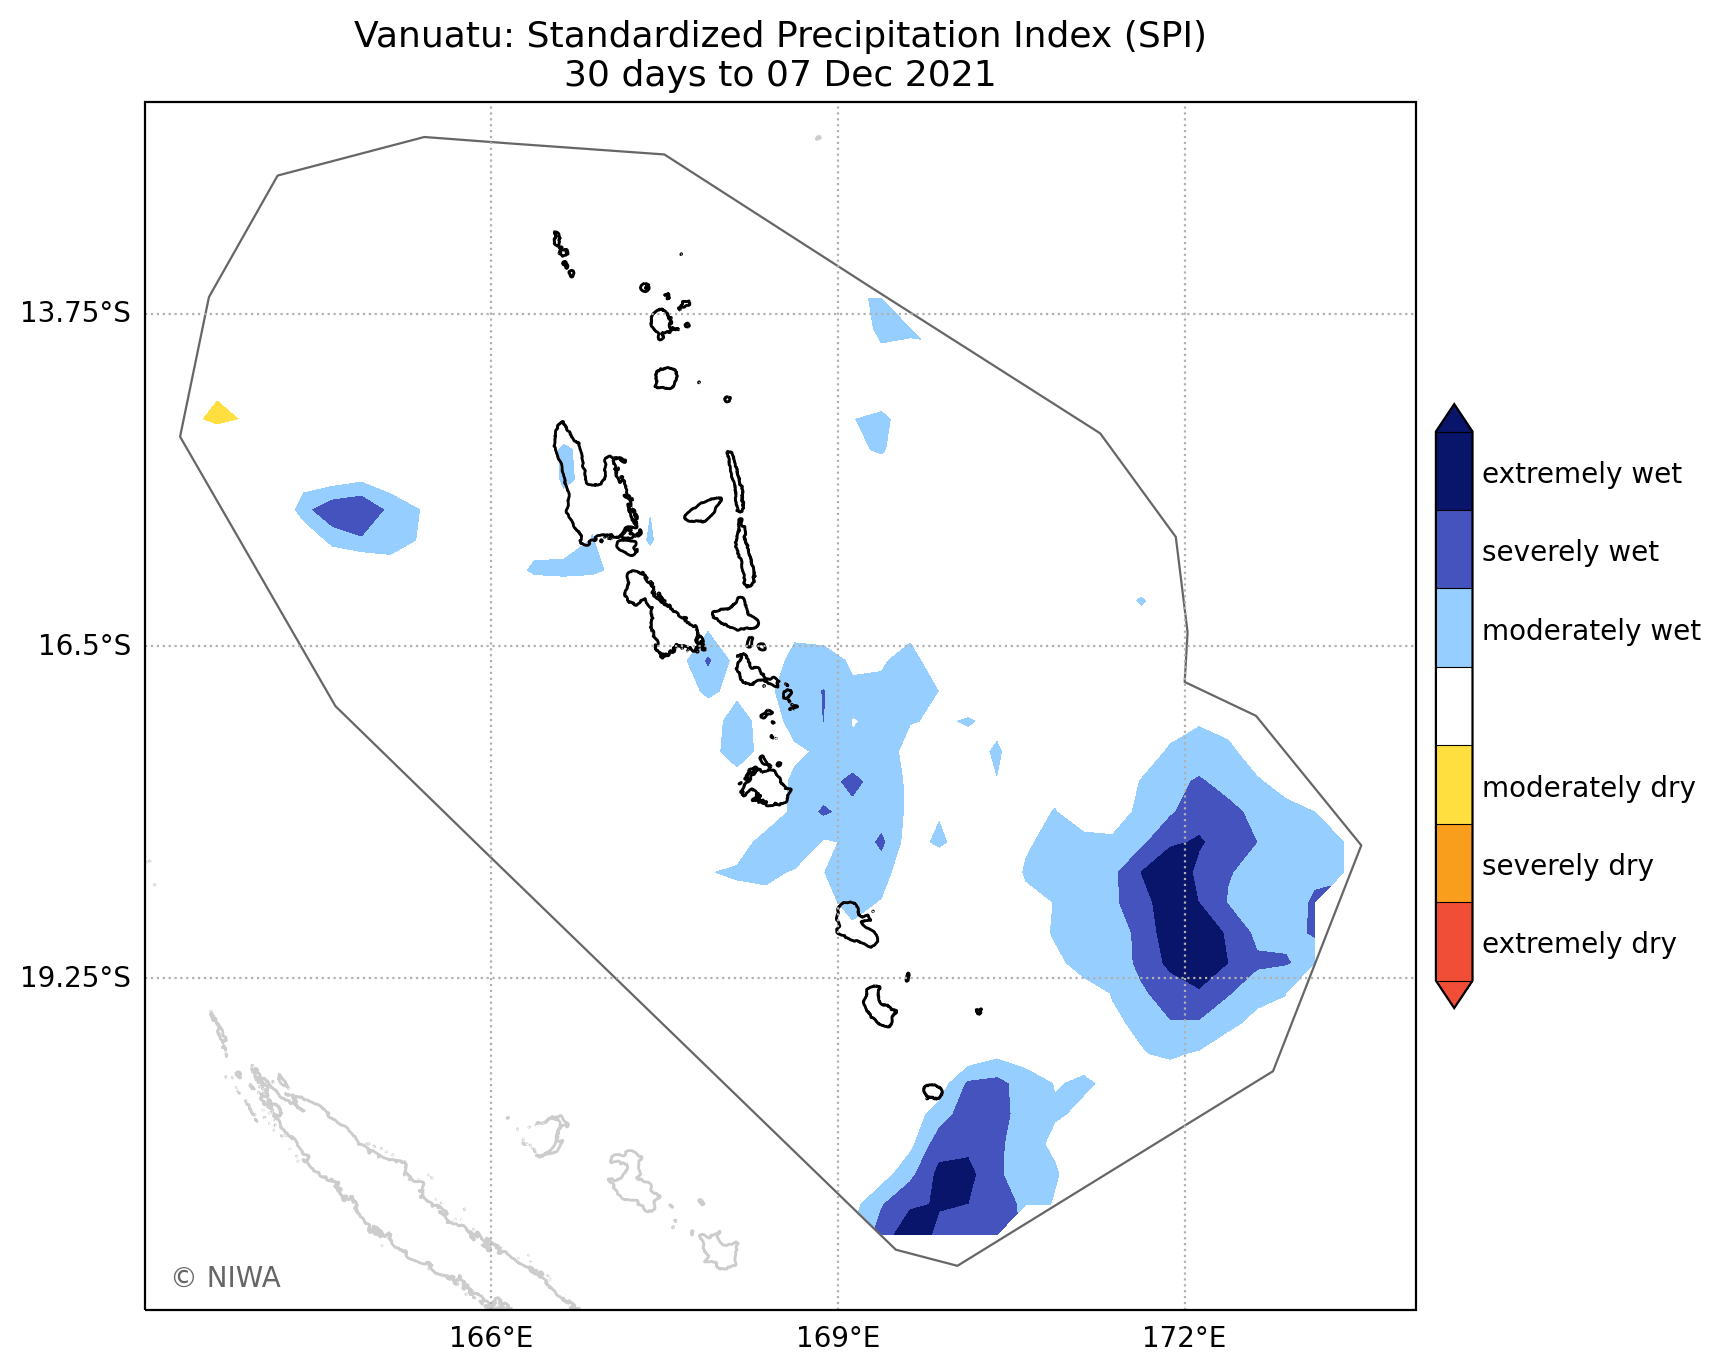 Vanuatu: Standardized Precipitation Index (SPI)
30 days to 07 Dec 2021
13.75°S
16.5°S
19.25°S
166°E
169°E
172°E
extremely wet
severely wet
moderately wet
moderately dry
severely dry
extremely dry
© NIWA